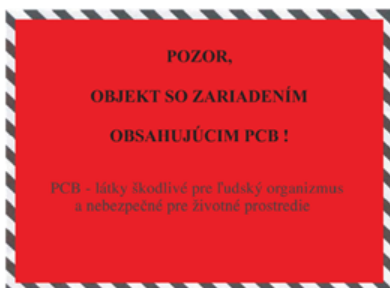 POZOR,
OBJEKT SO ZARIADENÍM
OBSAHUJÚCIM PCB !
PCB - látky škodlivé pre ľudský organizmus
a nebezpečné pre životné prostredie